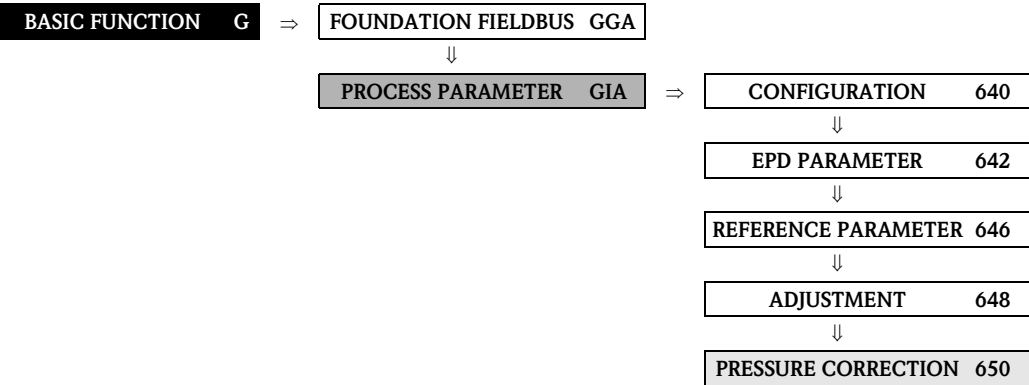 BASIC FUNCTION G ⇒ FOUNDATION FIELDBUS GGA
⇓
PROCESS PARAMETER GIA ⇒ CONFIGURATION 640
⇓
EPD PARAMETER 642
⇓
REFERENCE PARAMETER 646
⇓
ADJUSTMENT 648
⇓
PRESSURE CORRECTION 650